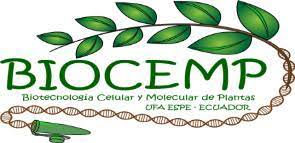 BIOCEMP
Biotecnología Celular y Molecular de Plantas
UFA ESPE - ECUADOR